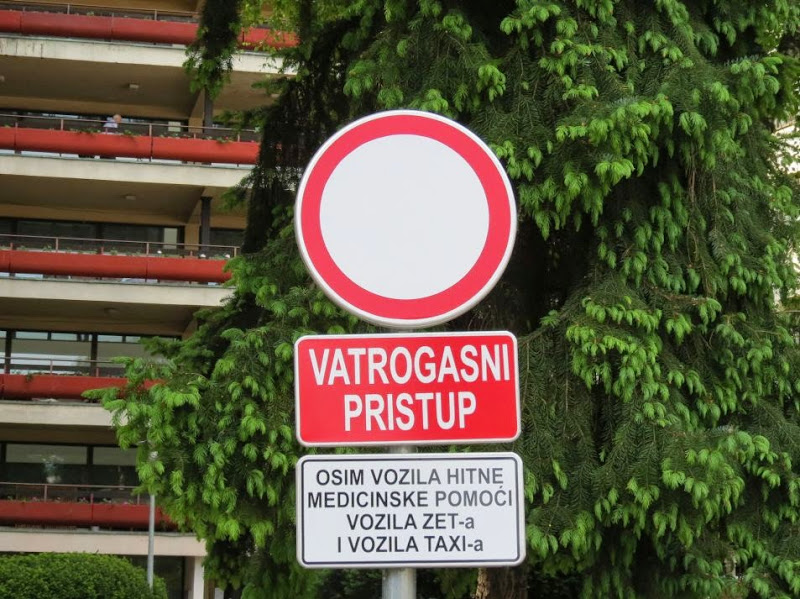 VATROGASNI
PRISTUP
OSIM VOZILA HITNE
MEDICINSKE POMOĆI
VOZILA ZET-a
I VOZILA TAXI-a